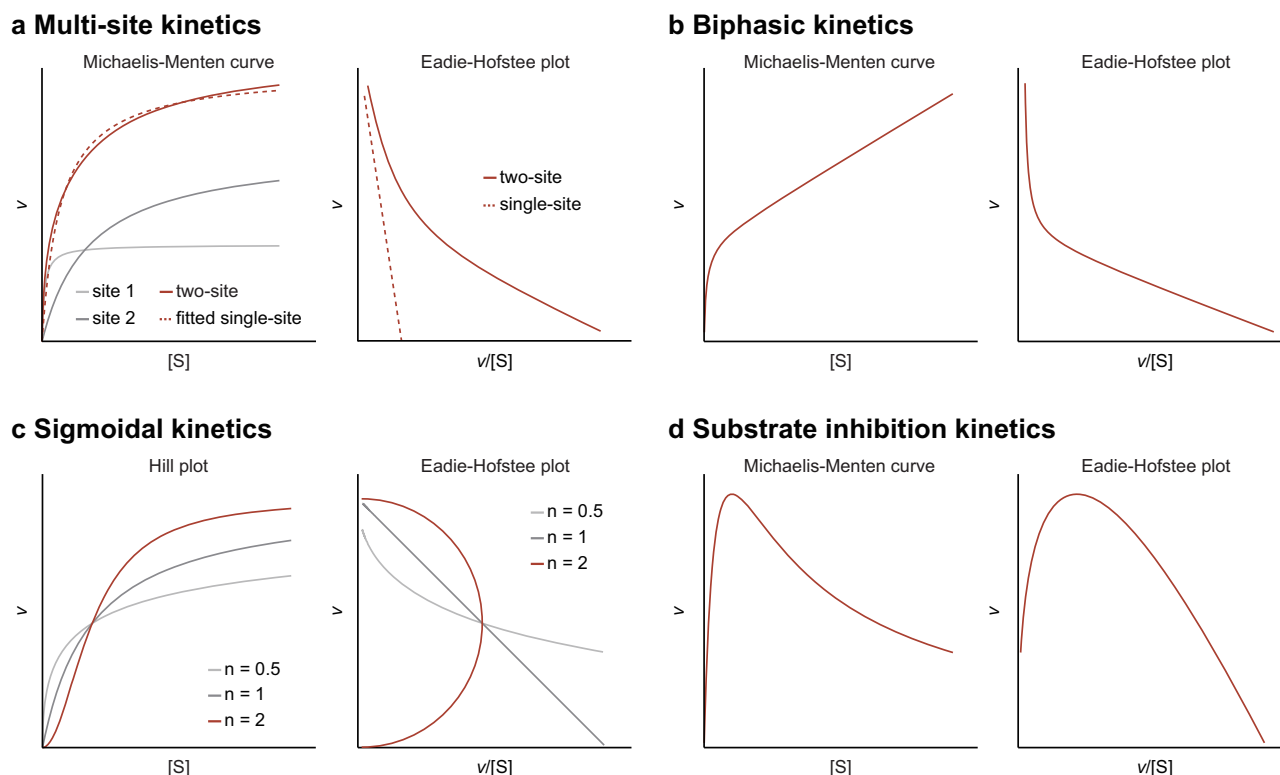 a Multi-site kinetics
Michaelis-Menten curve
v
[S]
site 1
site 2
two-site
fitted single-site
Eadie-Hofstee plot
v
v/[S]
two-site
single-site
b Biphasic kinetics
Michaelis-Menten curve
v
[S]
Eadie-Hofstee plot
v
v/[S]
c Sigmoidal kinetics
Hill plot
v
[S]
n = 0.5
n = 1
n = 2
Eadie-Hofstee plot
v
v/[S]
n = 0.5
n = 1
n = 2
d Substrate inhibition kinetics
Michaelis-Menten curve
v
[S]
Eadie-Hofstee plot
v
v/[S]